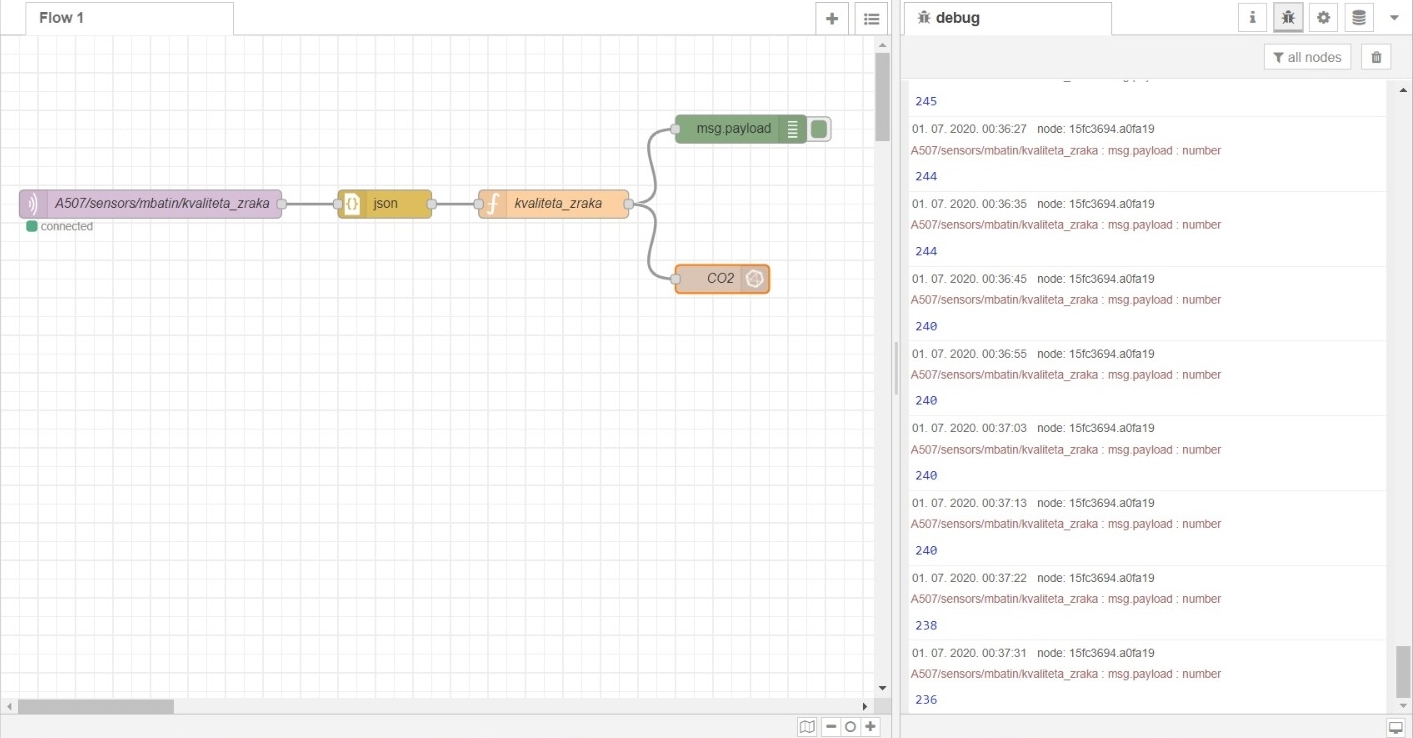 Flow 1
msg.payload
A507/sensors/mbatin/kvaliteta_zraka
json
kvaliteta_zraka
connected
CO2
debug
all nodes
245
01. 07. 2020. 00:36:27 node: 15fc3694.a0fa19
A507/sensors/mbatin/kvaliteta_zraka : msg.payload : number
244
01. 07. 2020. 00:36:35 node: 15fc3694.a0fa19
A507/sensors/mbatin/kvaliteta_zraka : msg.payload : number
244
01. 07. 2020. 00:36:45 node: 15fc3694.a0fa19
A507/sensors/mbatin/kvaliteta_zraka : msg.payload : number
240
01. 07. 2020. 00:36:55 node: 15fc3694.a0fa19
A507/sensors/mbatin/kvaliteta_zraka : msg.payload : number
240
01. 07. 2020. 00:37:03 node: 15fc3694.a0fa19
A507/sensors/mbatin/kvaliteta_zraka : msg.payload : number
240
01. 07. 2020. 00:37:13 node: 15fc3694.a0fa19
A507/sensors/mbatin/kvaliteta_zraka : msg.payload : number
240
01. 07. 2020. 00:37:22 node: 15fc3694.a0fa19
A507/sensors/mbatin/kvaliteta_zraka : msg.payload : number
238
01. 07. 2020. 00:37:31 node: 15fc3694.a0fa19
A507/sensors/mbatin/kvaliteta_zraka : msg.payload : number
236